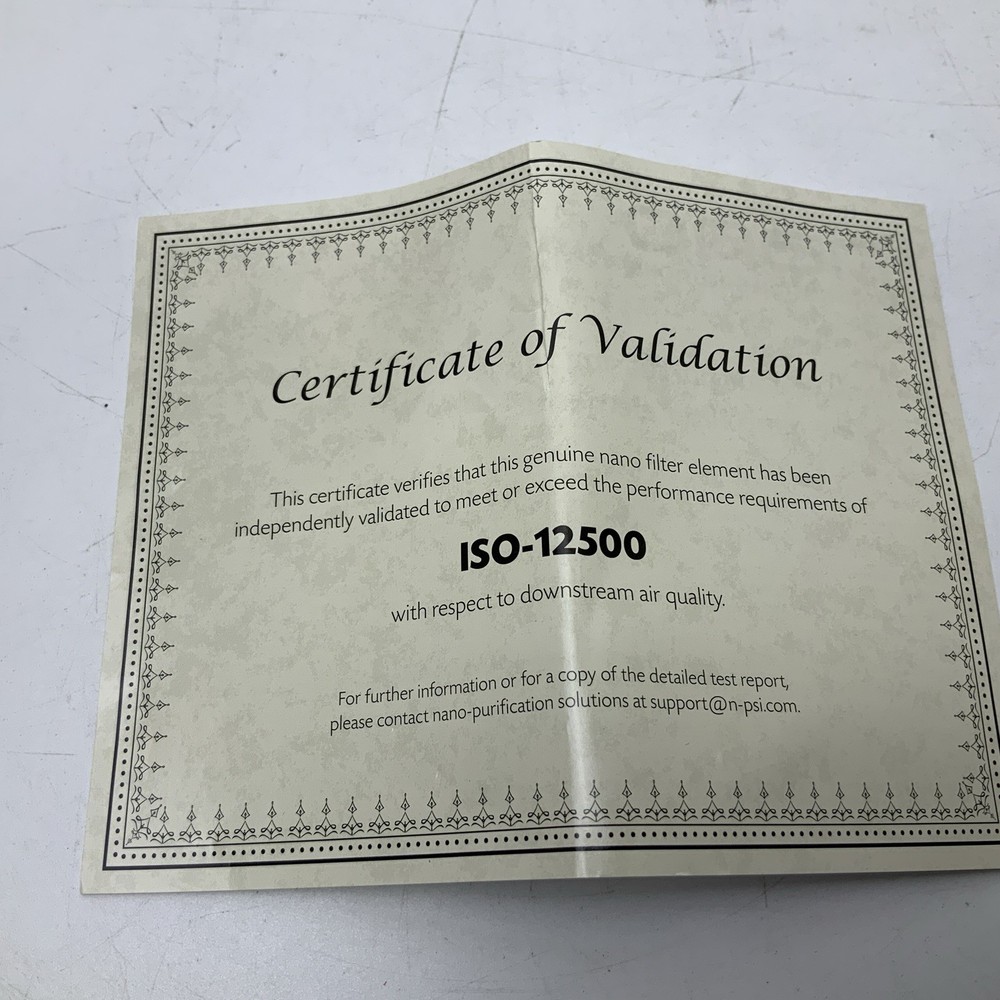 Certificate of Validation
This certificate verifies that this genuine nano filter element has been
independently validated to meet or exceed the performance requirements of
ISO-12500
with respect to downstream air quality.
For further information or for a copy of the detailed test report,
please contact nano-purification solutions at support@n-psi.com.